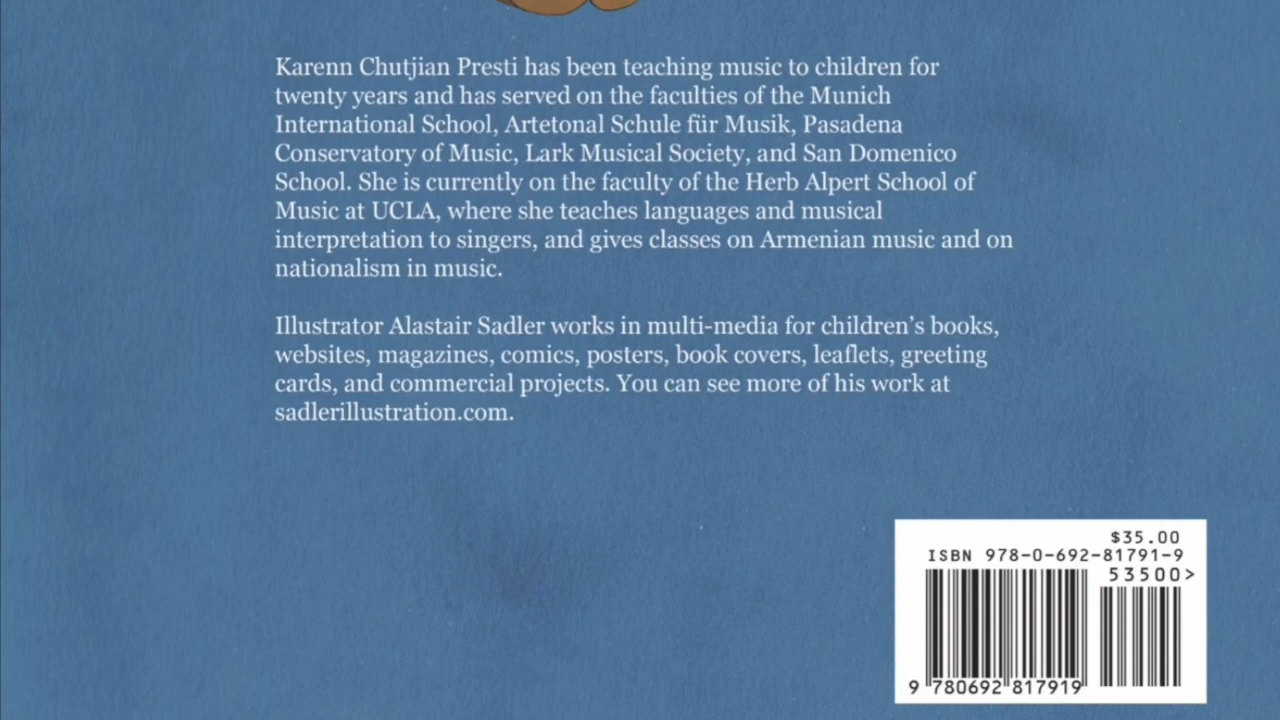 Karenn Chutjian Presti has been teaching music to children for
twenty years and has served on the faculties of the Munich
International School, Artetonal Schule für Musik, Pasadena
Conservatory of Music, Lark Musical Society, and San Domenico
School. She is currently on the faculty of the Herb Alpert School of
Music at UCLA, where she teaches languages and musical
interpretation to singers, and gives classes on Armenian music and on
nationalism in music.
Illustrator Alastair Sadler works in multi-media for children’s books,
websites, magazines, comics, posters, book covers, leaflets, greeting
cards, and commercial projects. You can see more of his work at
sadlerillustration.com.
$35.00
ISBN 978-0-692-81791-9
53500>
9 780692 817919